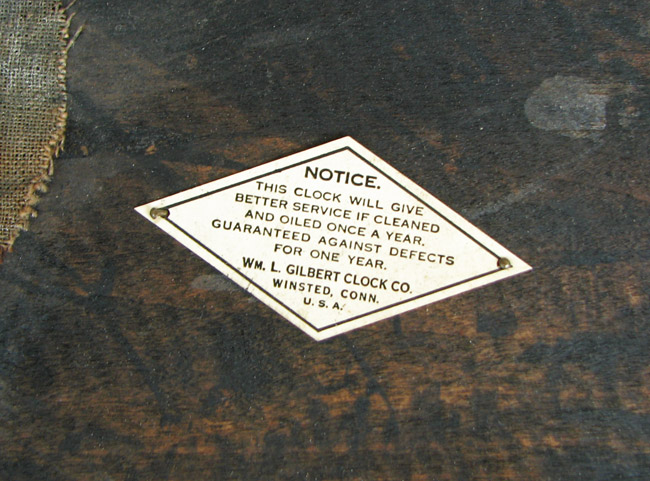 NOTICE.
THIS CLOCK WILL GIVE
BETTER SERVICE IF CLEANED
AND OILED ONCE A YEAR.
GUARANTEED AGAINST DEFECTS
FOR ONE YEAR.
WM. L. GILBERT CLOCK CO.
WINSTED, CONN.
U. S. A.